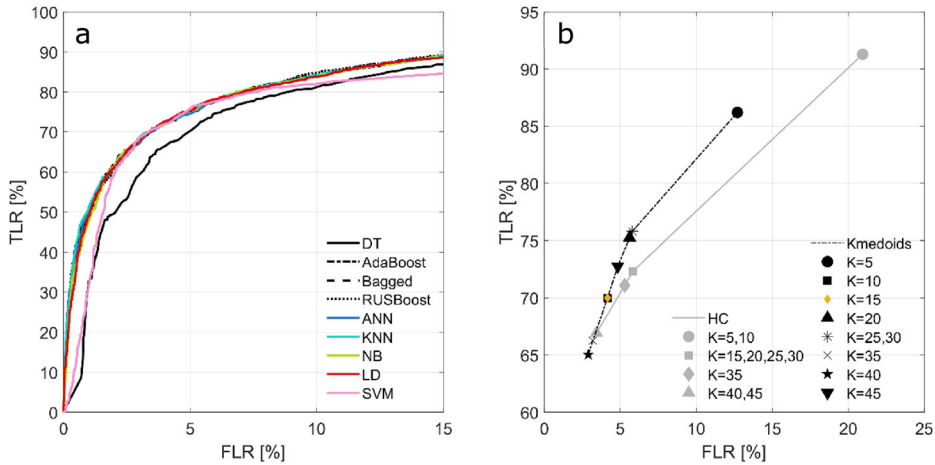 a
100
90
80
70
60
50
40
30
20
10
0
TLR [%]
0
5
10
15
FLR [%]
DT
AdaBoost
Bagged
RUSBoost
ANN
KNN
NB
LD
SVM
b
95
90
85
80
75
70
65
60
TLR [%]
0
5
10
15
20
25
FLR [%]
HC
K=5,10
K=15,20,25,30
K=35
K=40,45
Kmedoids
K=5
K=10
K=15
K=20
K=25,30
K=35
K=40
K=45